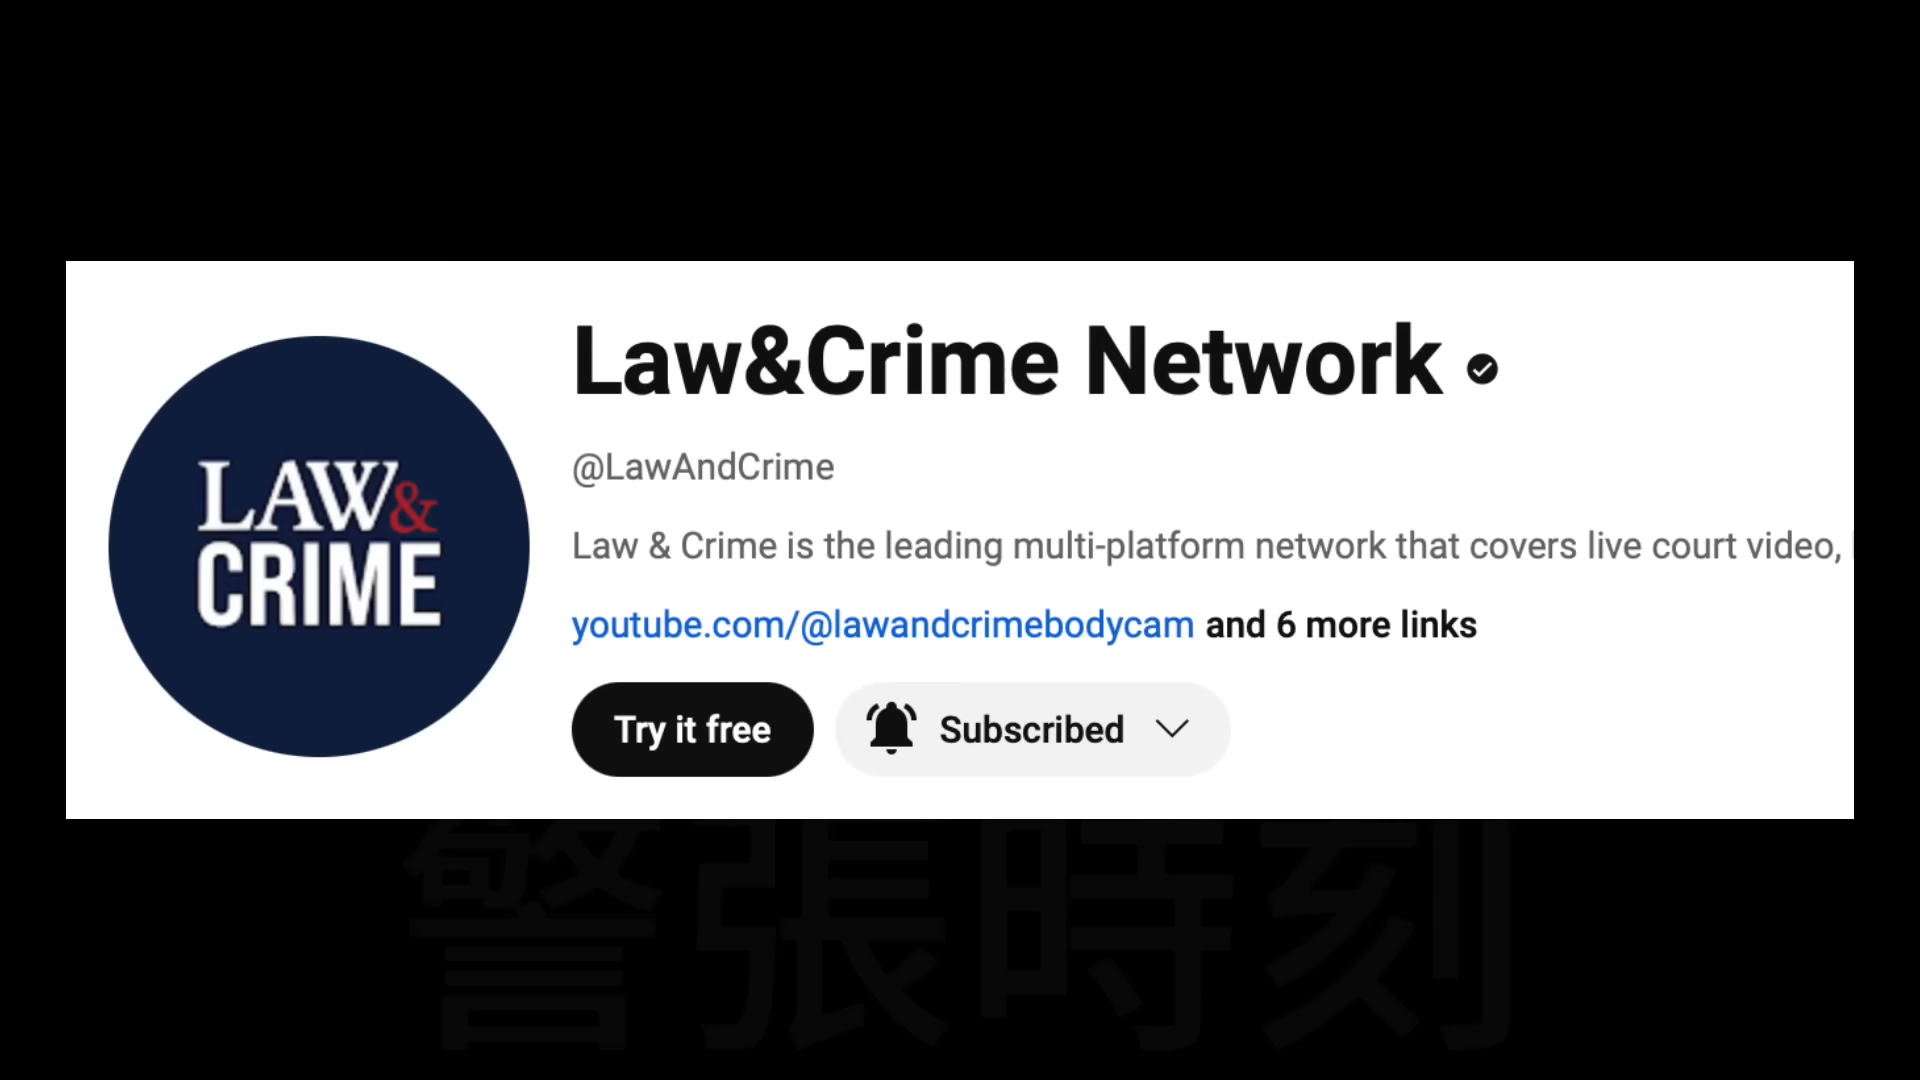 LAW&
CRIME
Law&Crime Network
@LawAndCrime
Law & Crime is the leading multi-platform network that covers live court video,
youtube.com/@lawandcrimebodycam and 6 more links
Try it free
Subscribed
警張時刻